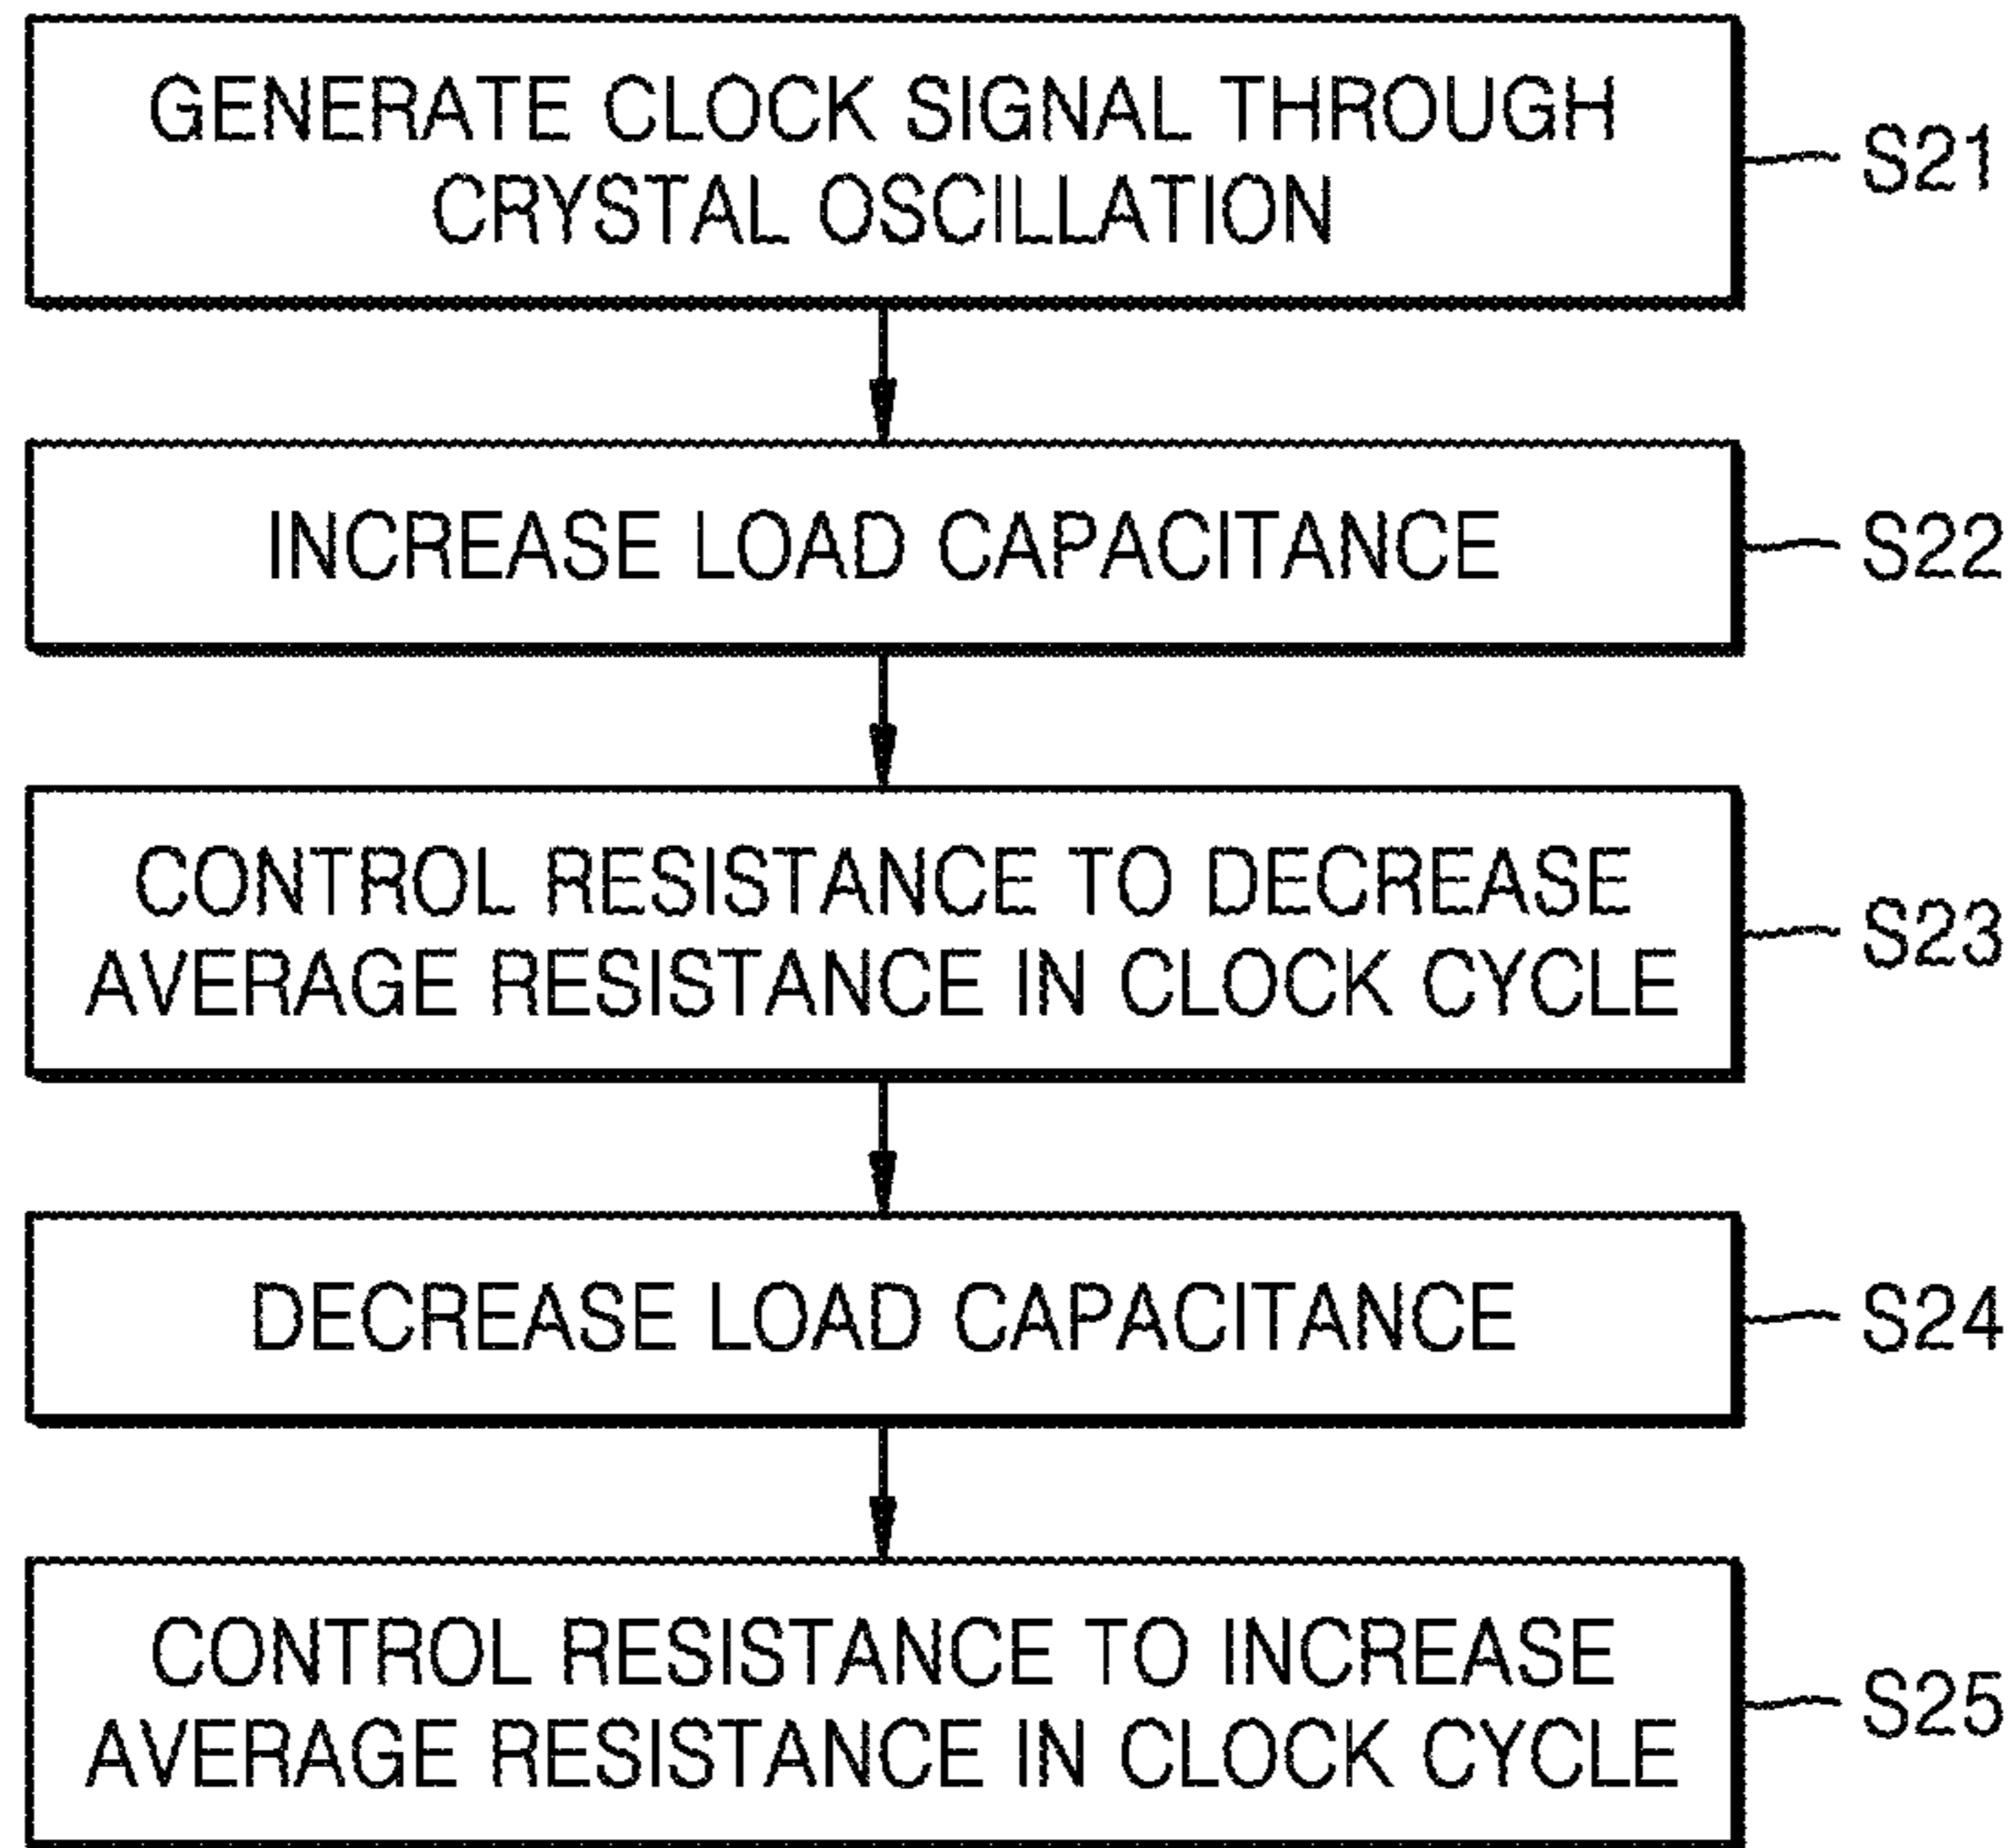 GENERATE CLOCK SIGNAL THROUGH
CRYSTAL OSCILLATION
S21
INCREASE LOAD CAPACITANCE
S22
CONTROL RESISTANCE TO DECREASE
AVERAGE RESISTANCE IN CLOCK CYCLE
S23
DECREASE LOAD CAPACITANCE
S24
CONTROL RESISTANCE TO INCREASE
AVERAGE RESISTANCE IN CLOCK CYCLE
S25